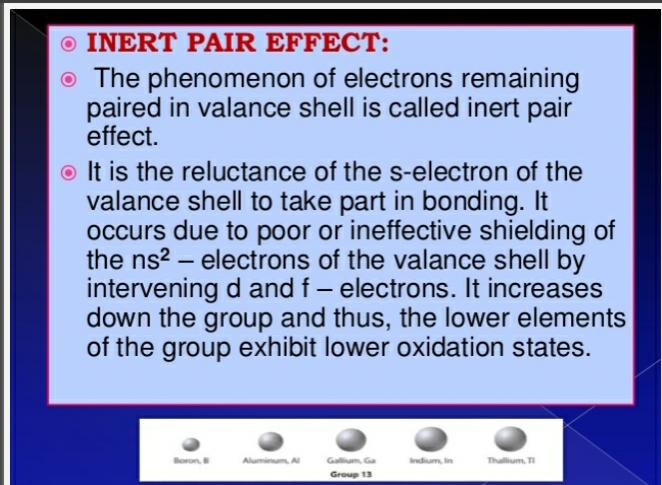 INERT PAIR EFFECT:
The phenomenon of electrons remaining
paired in valance shell is called inert pair
effect.
It is the reluctance of the s-electron of the
valance shell to take part in bonding. It
occurs due to poor or ineffective shielding of
the ns² – electrons of the valance shell by
intervening d and f – electrons. It increases
down the group and thus, the lower elements
of the group exhibit lower oxidation states.
Boron, B Aluminum, Al Gallium, Ga Indium, In Thallium, Tl
Group 13